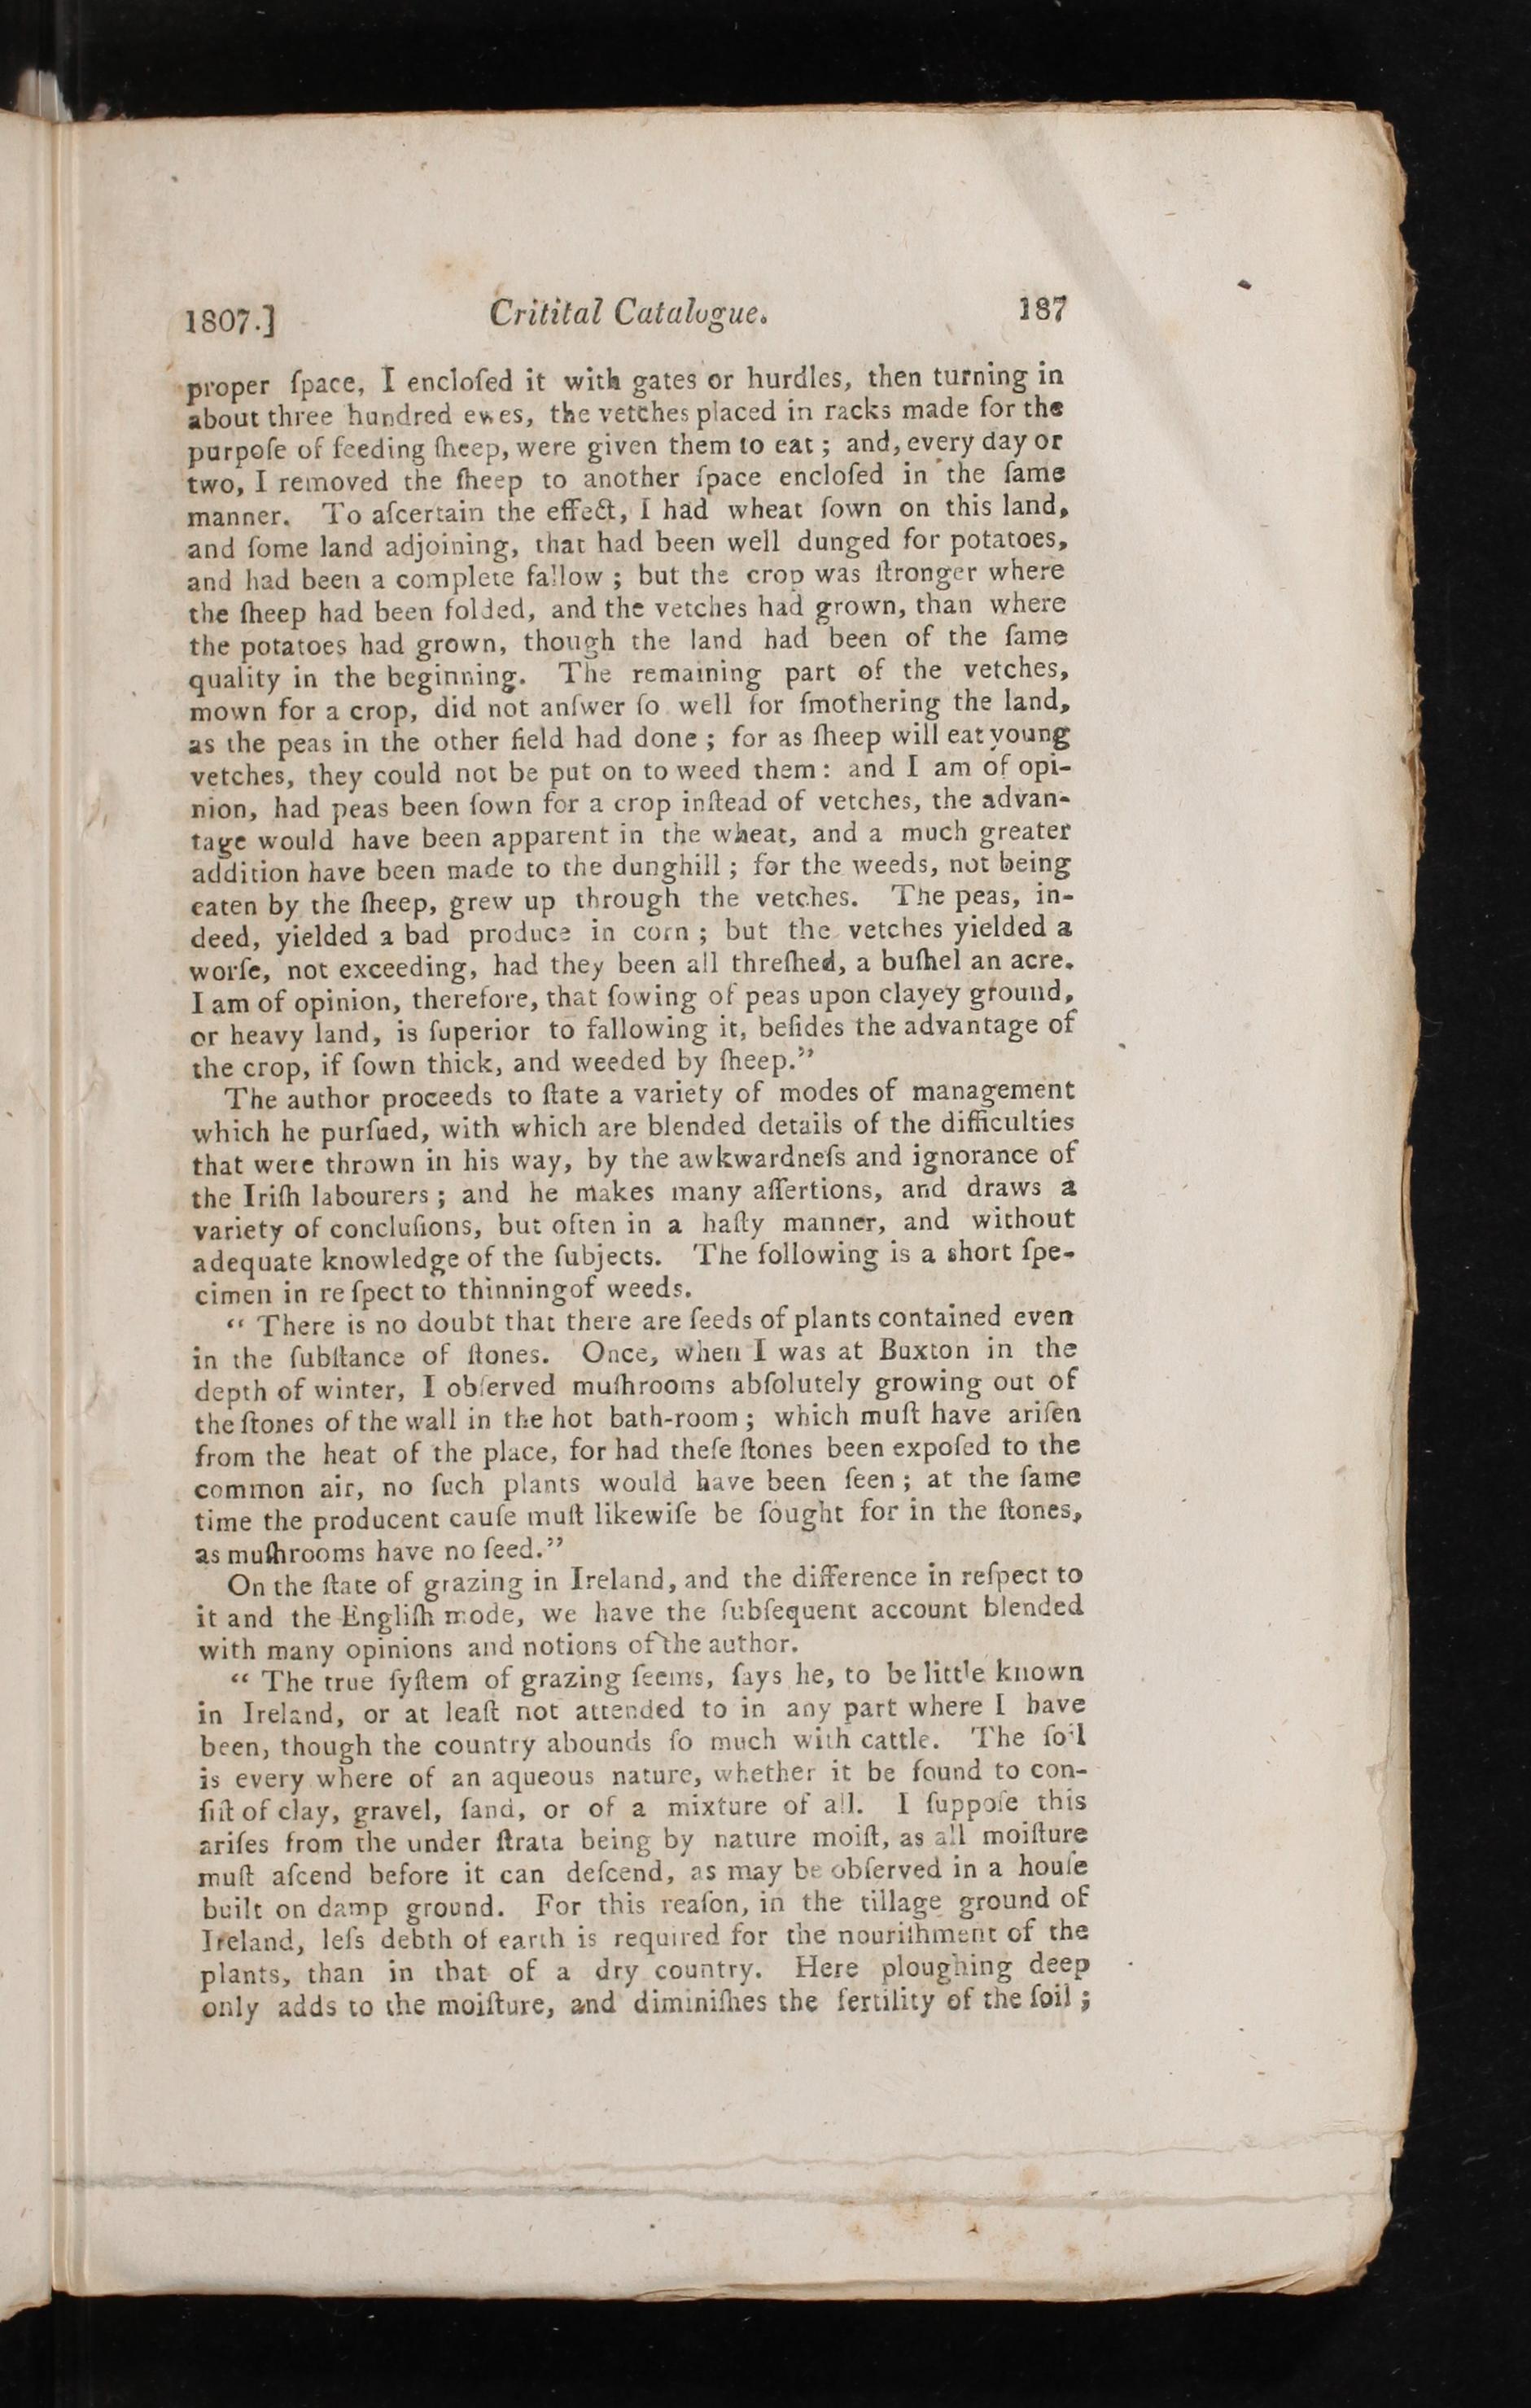 1807.] Critital Catalogue. 187
proper ſpace, I encloſed it with gates or hurdles, then turning in
about three hundred ewes, the vetches placed in racks made for the
purpoſe of feeding ſheep, were given them to eat; and, every day or
two, I removed the ſheep to another ſpace encloſed in the ſame
manner. To aſcertain the effect, I had wheat ſown on this land,
and ſome land adjoining, that had been well dunged for potatoes,
and had been a complete fallow; but the crop was ſtronger where
the ſheep had been folded, and the vetches had grown, than where
the potatoes had grown, though the land had been of the ſame
quality in the beginning. The remaining part of the vetches,
mown for a crop, did not anſwer ſo well for ſmothering the land,
as the peas in the other field had done; for as ſheep will eat young
vetches, they could not be put on to weed them: and I am of opi-
nion, had peas been ſown for a crop inſtead of vetches, the advan-
tage would have been apparent in the wheat, and a much greater
addition have been made to the dunghill; for the weeds, not being
eaten by the ſheep, grew up through the vetches. The peas, in-
deed, yielded a bad produce in corn; but the vetches yielded a
worſe, not exceeding, had they been all threſhed, a buſhel an acre.
I am of opinion, therefore, that ſowing of peas upon clayey ground,
or heavy land, is ſuperior to fallowing it, beſides the advantage of
the crop, if ſown thick, and weeded by ſheep.”
The author proceeds to ſtate a variety of modes of management
which he purſued, with which are blended details of the difficulties
that were thrown in his way, by the awkwardneſs and ignorance of
the Iriſh labourers; and he makes many aſſertions, and draws a
variety of concluſions, but often in a haſty manner, and without
adequate knowledge of the ſubjects. The following is a short ſpe-
cimen in re ſpect to thinningof weeds.
“ There is no doubt that there are ſeeds of plants contained even
in the ſubſtance of ſtones. Once, when I was at Buxton in the
depth of winter, I obſerved muſhrooms abſolutely growing out of
the ſtones of the wall in the hot bath-room; which muſt have ariſen
from the heat of the place, for had theſe ſtones been expoſed to the
common air, no ſuch plants would have been ſeen; at the ſame
time the producent cauſe muſt likewiſe be ſought for in the ſtones,
as muſhrooms have no ſeed.”
On the ſtate of grazing in Ireland, and the difference in reſpect to
it and the Engliſh mode, we have the ſubſequent account blended
with many opinions and notions of the author.
“ The true ſyſtem of grazing ſeems, ſays he, to be little known
in Ireland, or at leaſt not attended to in any part where I have
been, though the country abounds ſo much with cattle. The ſoil
is every where of an aqueous nature, whether it be found to con-
ſiſt of clay, gravel, ſand, or of a mixture of all. I ſuppoſe this
ariſes from the under ſtrata being by nature moiſt, as all moiſture
muſt aſcend before it can deſcend, as may be obſerved in a houſe
built on damp ground. For this reaſon, in the tillage ground of
Ireland, leſs debth of earth is required for the nouriſhment of the
plants, than in that of a dry country. Here ploughing deep
only adds to the moiſture, and diminiſhes the fertility of the ſoil;